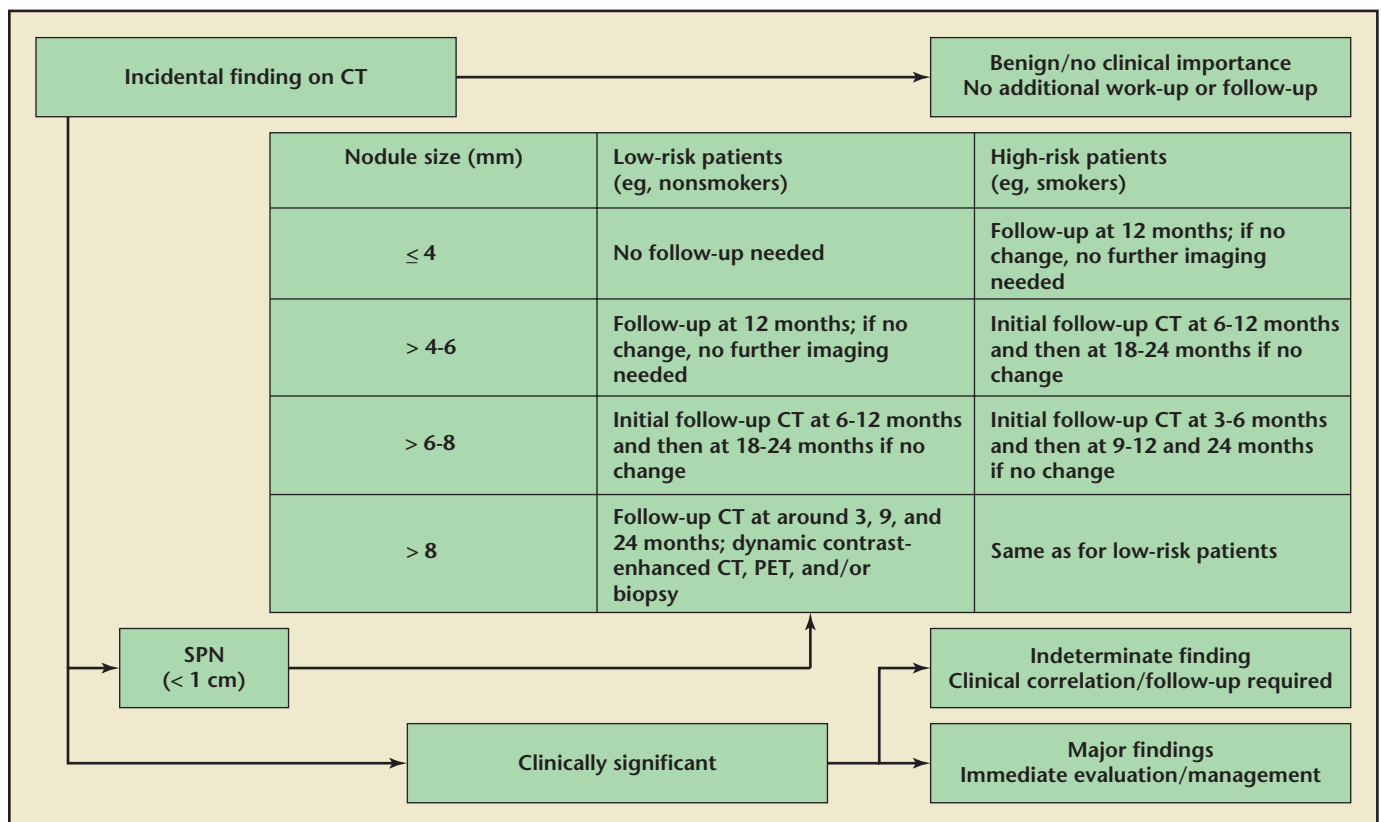 Incidental finding on CT
Benign/no clinical importance
No additional work-up or follow-up
Nodule size (mm)
Low-risk patients
(eg, nonsmokers)
High-risk patients
(eg, smokers)
≤ 4
No follow-up needed
Follow-up at 12 months; if no
change, no further imaging
needed
> 4-6
Follow-up at 12 months; if no
change, no further imaging
needed
Initial follow-up CT at 6-12 months
and then at 18-24 months if no
change
> 6-8
Initial follow-up CT at 6-12 months
and then at 18-24 months if no
change
Initial follow-up CT at 3-6 months
and then at 9-12 and 24 months
if no change
> 8
Follow-up CT at around 3, 9, and
24 months; dynamic contrast-
enhanced CT, PET, and/or
biopsy
Same as for low-risk patients
SPN
(< 1 cm)
Indeterminate finding
Clinical correlation/follow-up required
Clinically significant
Major findings
Immediate evaluation/management